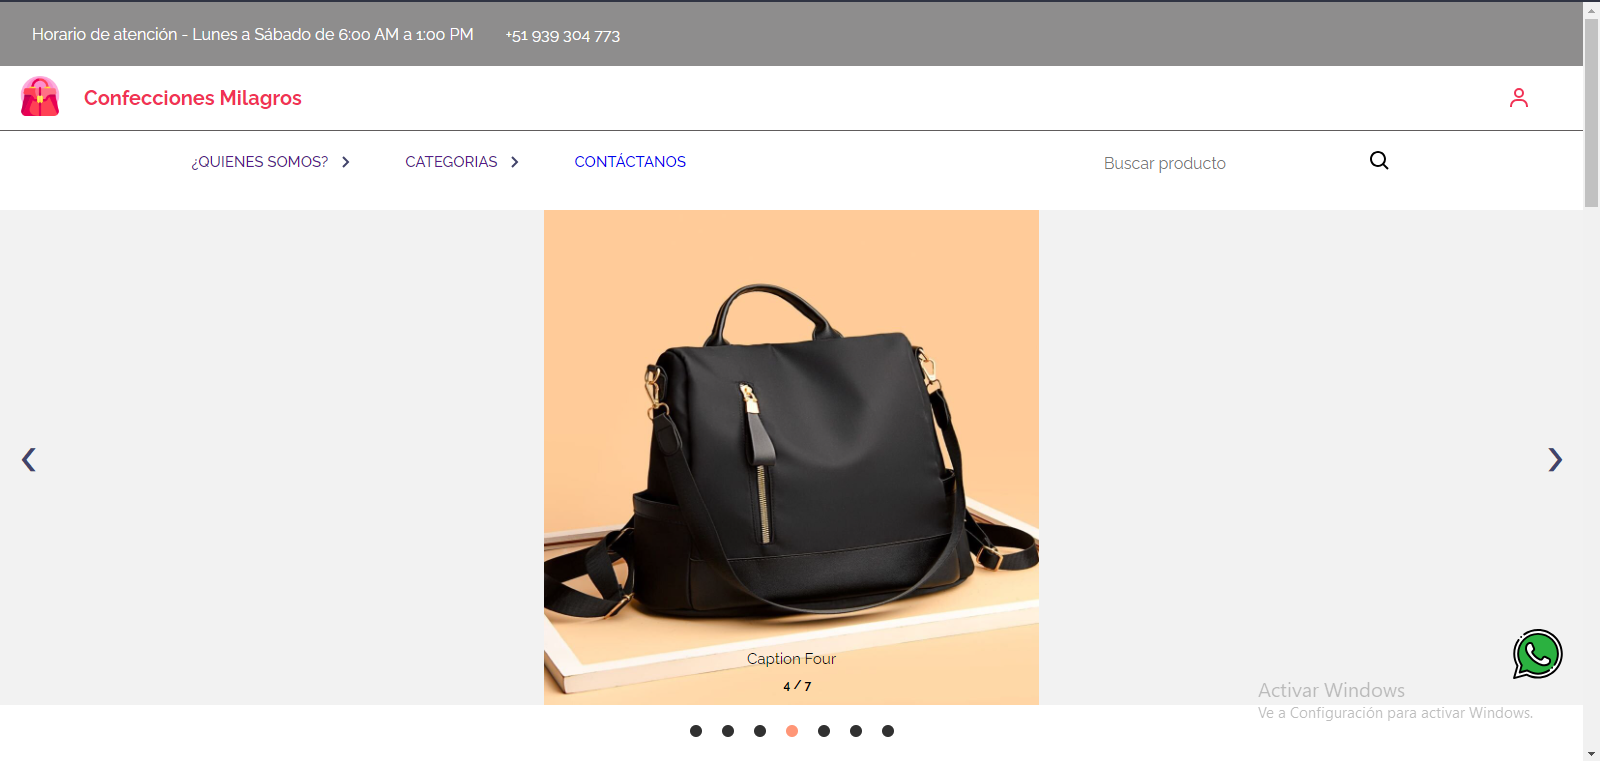 Horario de atención - Lunes a Sábado de 6:00 AM a 1:00 PM +51 939 304 773
Confecciones Milagros
¿QUIENES SOMOS? CATEGORIAS CONTÁCTANOS Buscar producto
Caption Four
4 / 7
Activar Windows
Ve a Configuración para activar Windows.